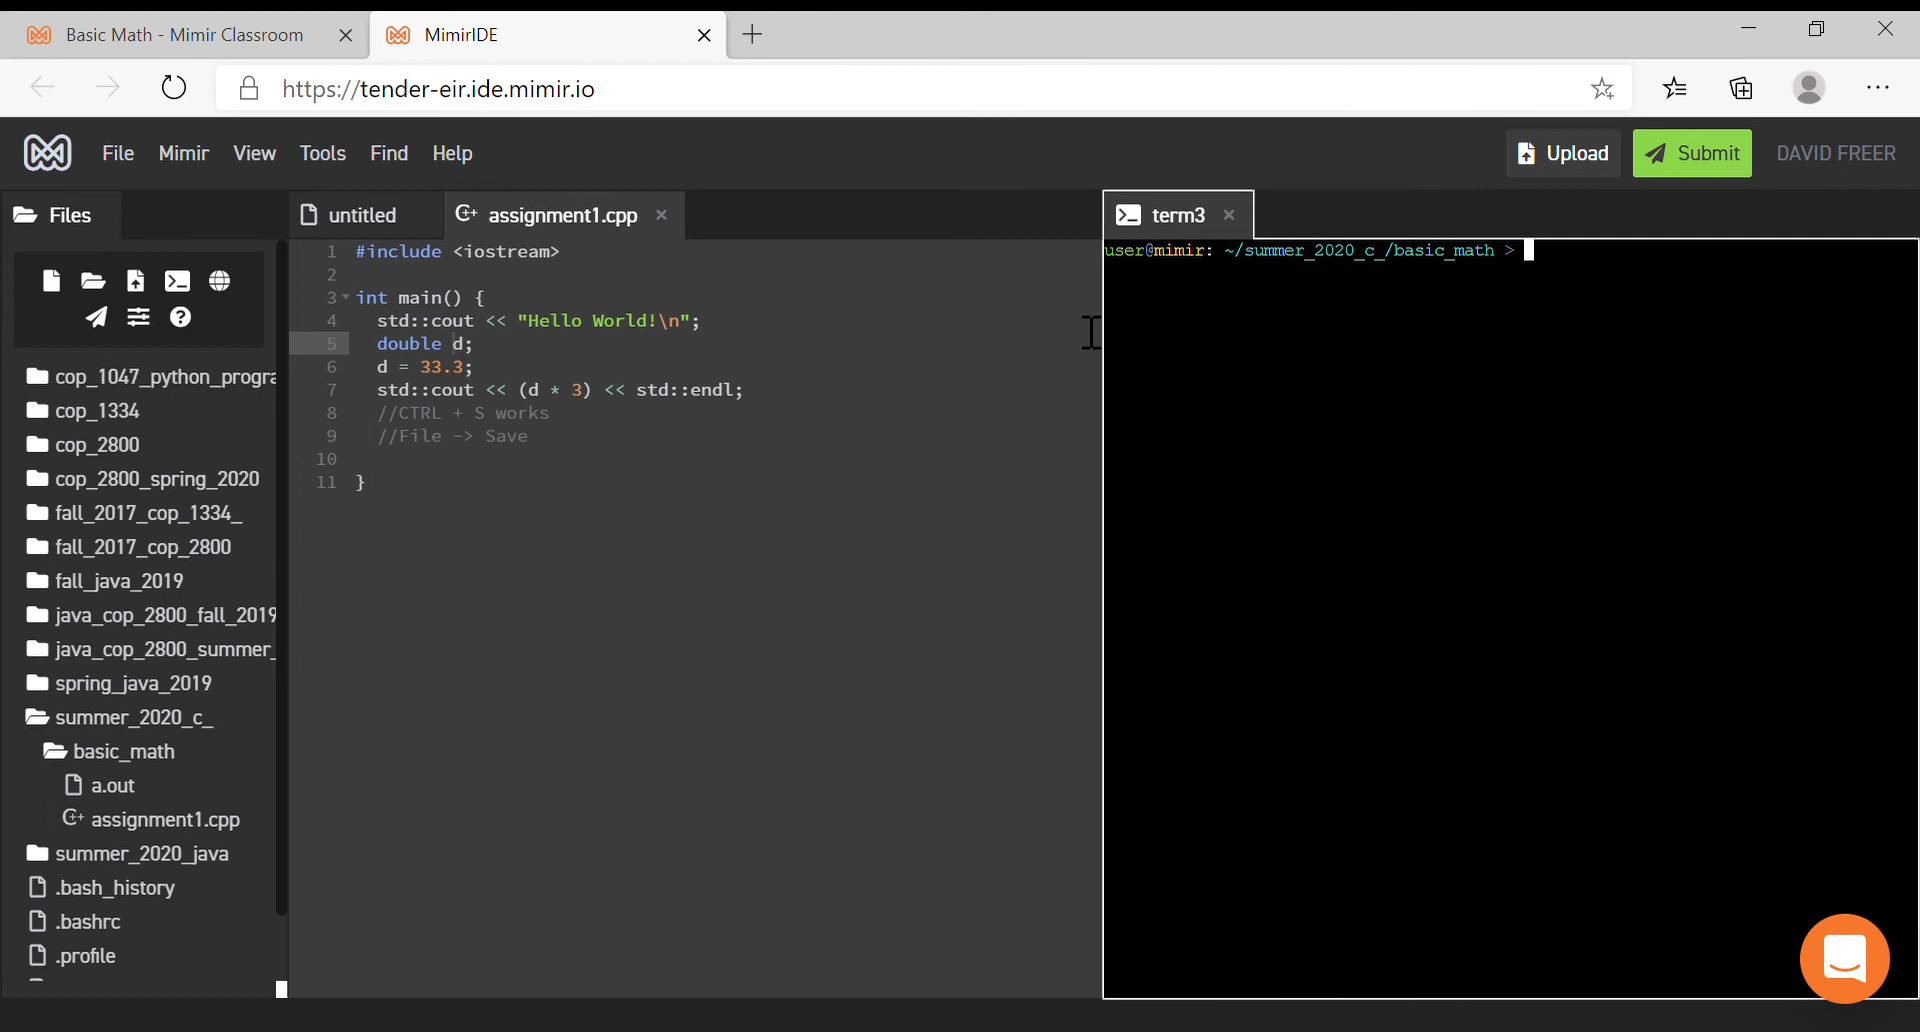 Basic Math - Mimir Classroom
MimirIDE
https://tender-eir.ide.mimir.io
File Mimir View Tools Find Help
Upload
Submit
DAVID FREER
Files
cop_1047_python_progra
cop_1334
cop_2800
cop_2800_spring_2020
fall_2017_cop_1334_
fall_2017_cop_2800
fall_java_2019
java_cop_2800_fall_2019
java_cop_2800_summer_
spring_java_2019
summer_2020_c_
basic_math
a.out
assignment1.cpp
summer_2020_java
.bash_history
.bashrc
.profile
untitled
assignment1.cpp
1 #include <iostream>
2
3 int main() {
4 std::cout << "Hello World!\n";
5 double d;
6 d = 33.3;
7 std::cout << (d * 3) << std::endl;
8 //CTRL + S works
9 //File -> Save
10
11 }
term3
user@mimir: ~/summer_2020_c_/basic_math >